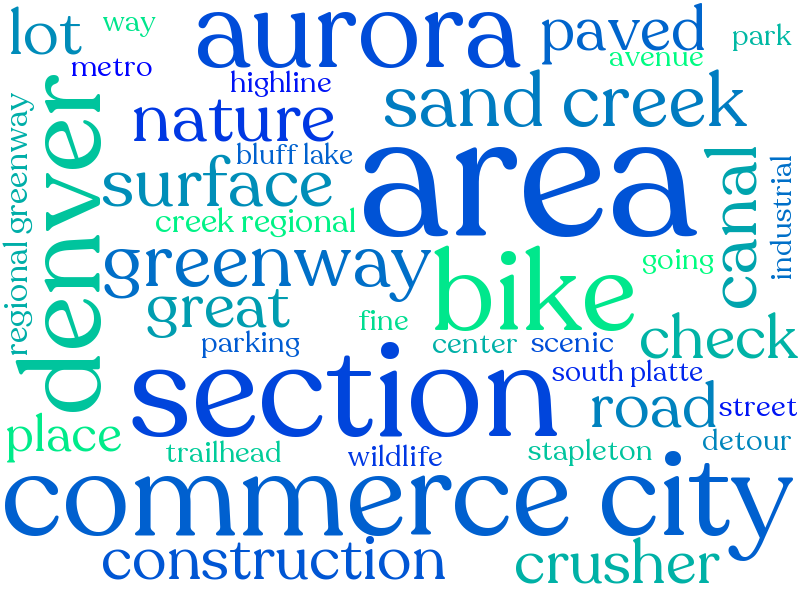 lot
way
aurora
paved
park
avenue
metro
highline
nature
sand creek
denver
regional greenway
bluff lake
surface
area
canal
industrial
creek regional
greenway
bike
going
great
fine
parking
center
scenic
check
section
south platte
road
street
place
trailhead
wildlife
stapleton
detour
commerce city
construction
crusher